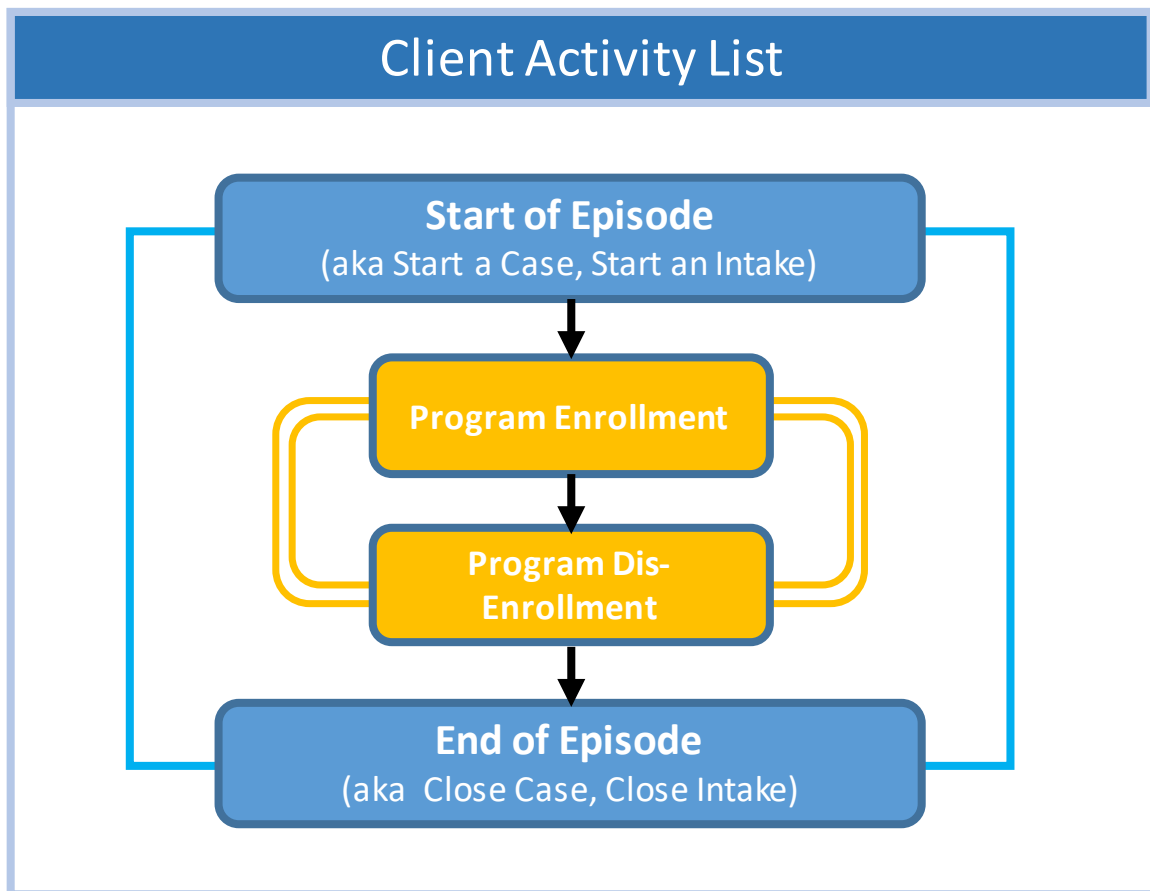 Client Activity List
Start of Episode
(aka Start a Case, Start an Intake)
Program Enrollment
Program Dis-
Enrollment
End of Episode
(aka  Close Case, Close Intake)